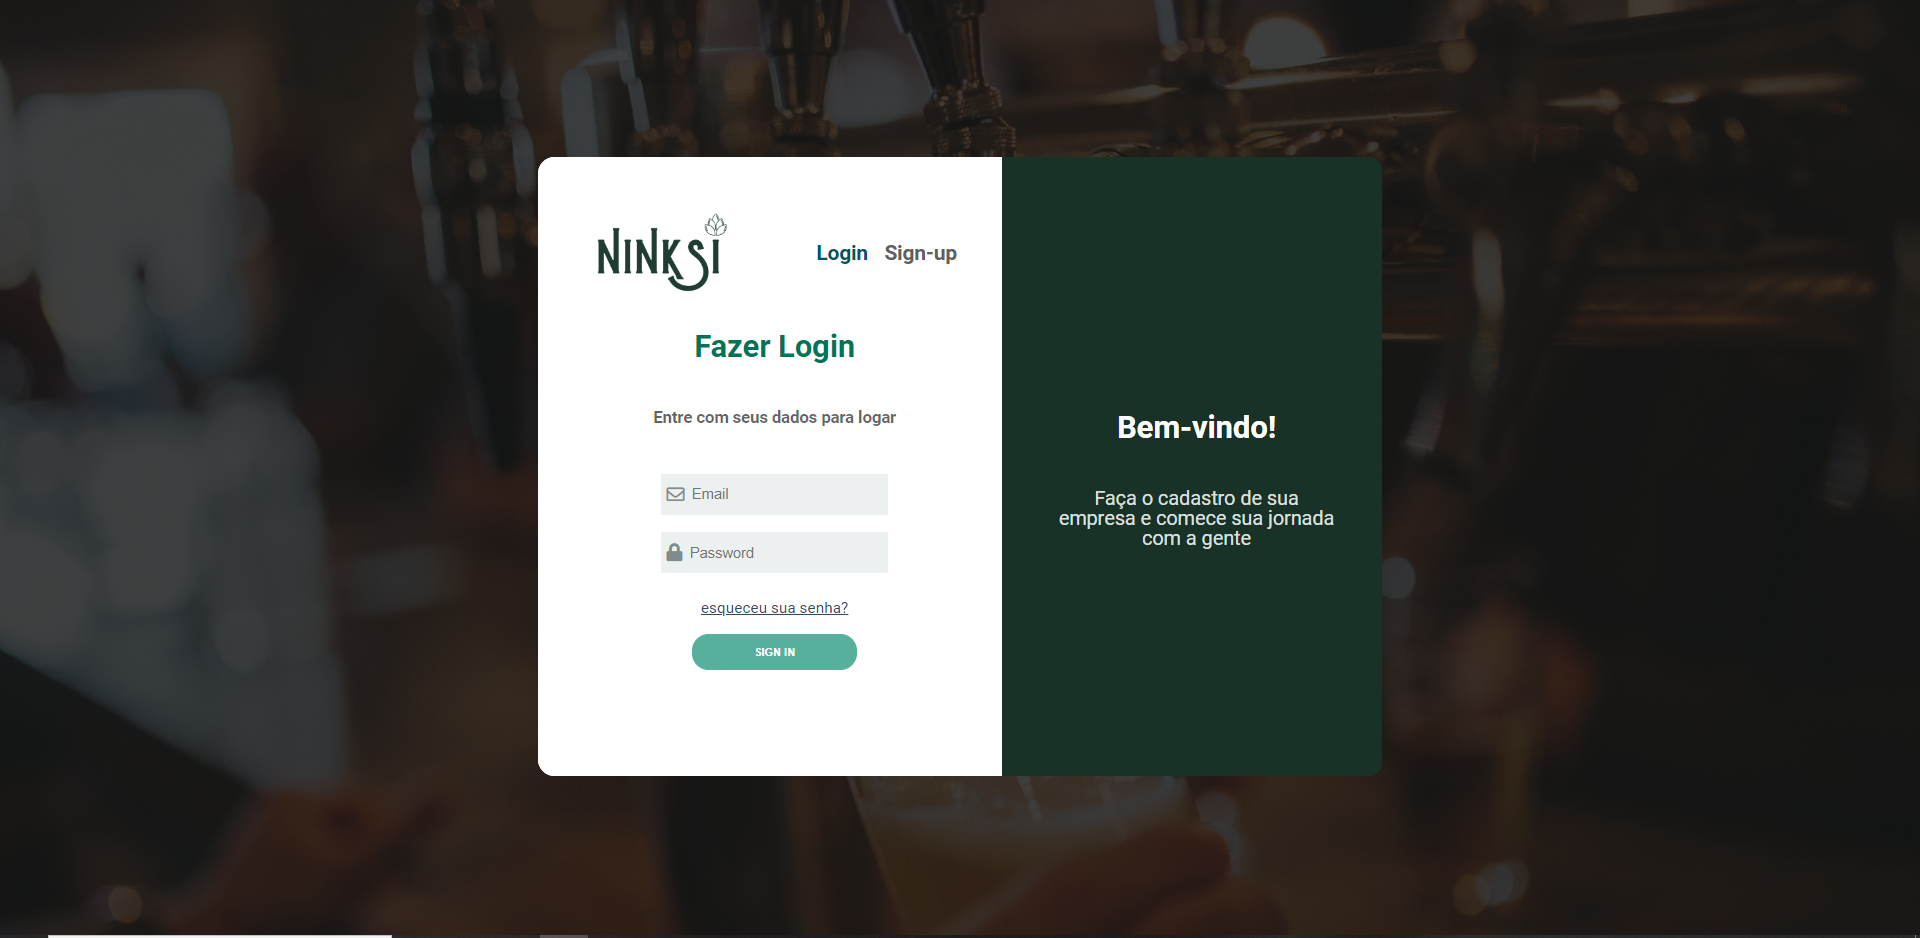 NINKSI
Login Sign-up
Fazer Login
Entre com seus dados para logar
Email
Password
esqueceu sua senha?
SIGN IN
Bem-vindo!
Faça o cadastro de sua
empresa e comece sua jornada
com a gente